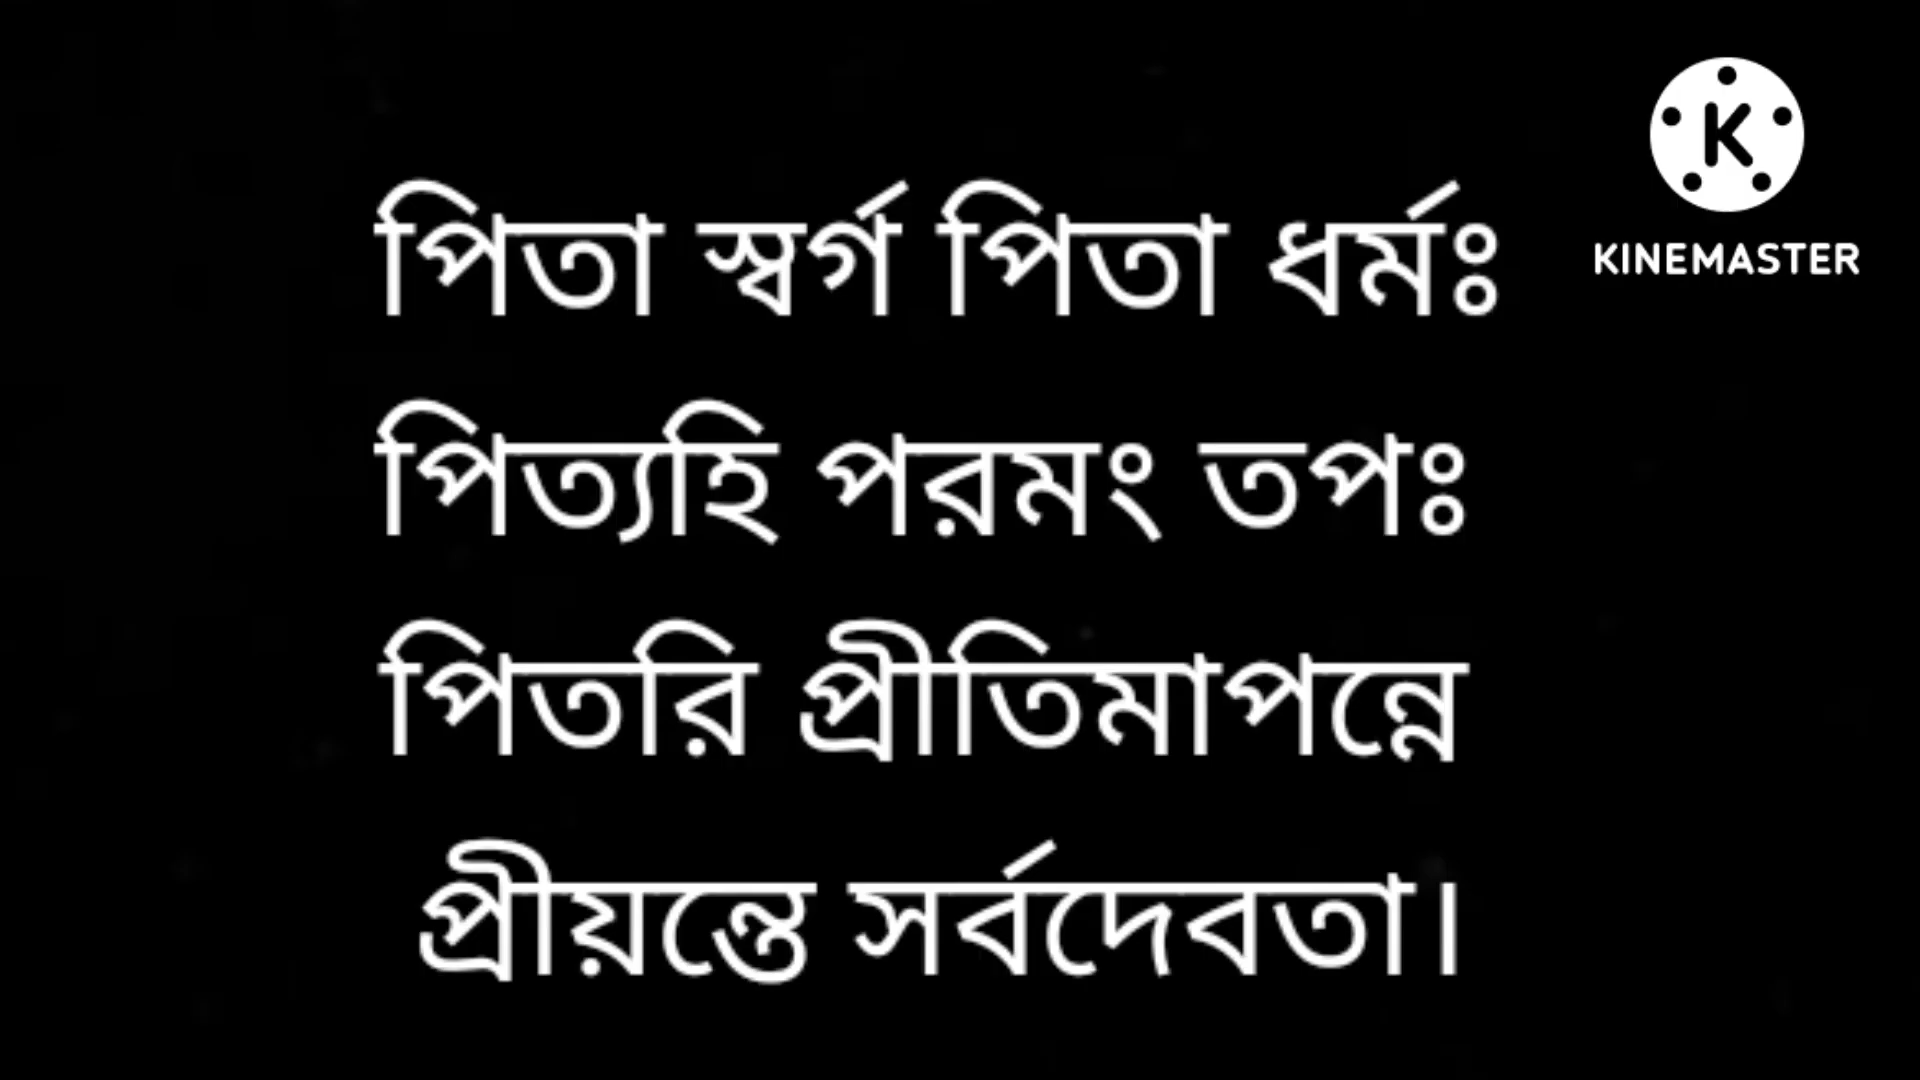 পিতা স্বর্গ পিতা ধর্মঃ
KINEMASTER
পিত্যহি পরমং তপঃ
পিতরি প্রীতিমাপন্নে
প্রীয়ন্তে সর্বদেবতা।